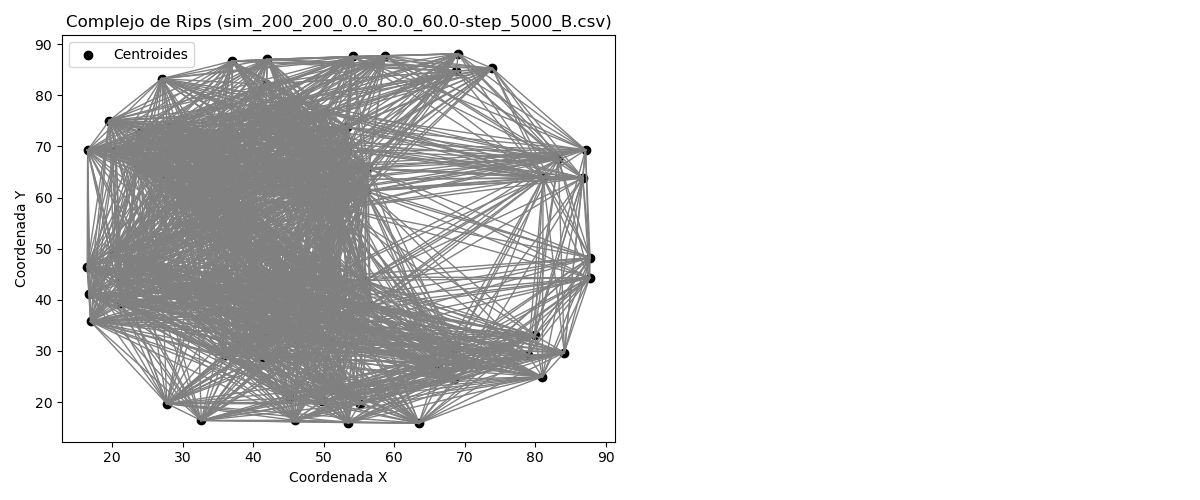 Complejo de Rips (sim_200_200_0.0_80.0_60.0-step_5000_B.csv)
Centroides
90
80
70
60
50
40
30
20
Coordenada Y
20 30 40 50 60 70 80 90
Coordenada X